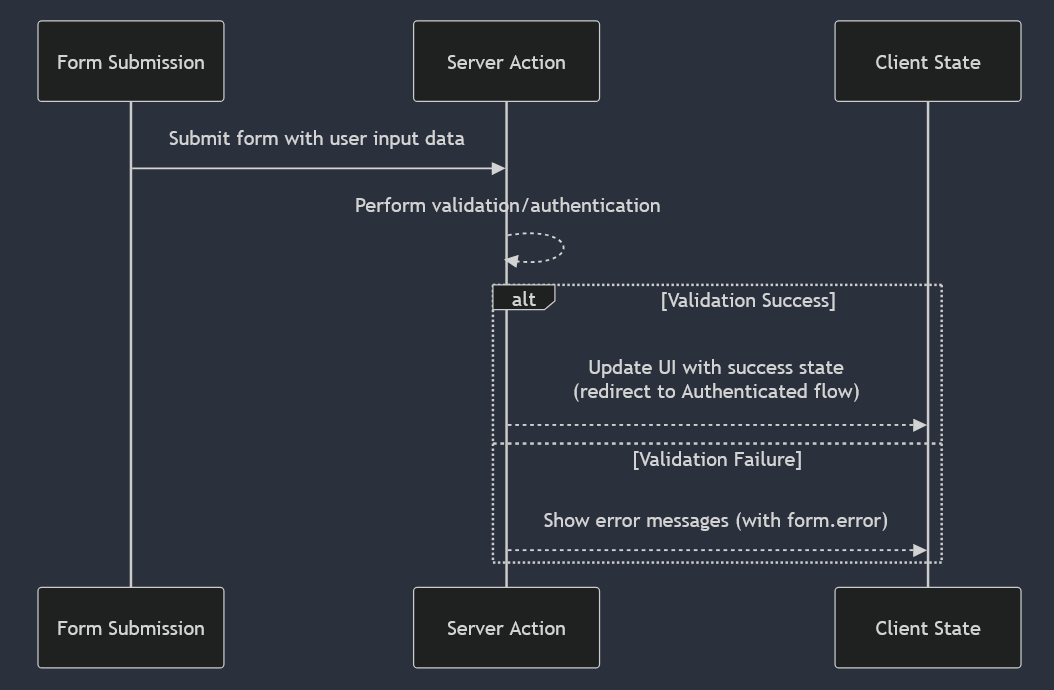 Form Submission
Server Action
Client State
Submit form with user input data
Perform validation/authentication
alt
[Validation Success]
Update UI with success state
(redirect to Authenticated flow)
[Validation Failure]
Show error messages (with form.error)
Form Submission
Server Action
Client State